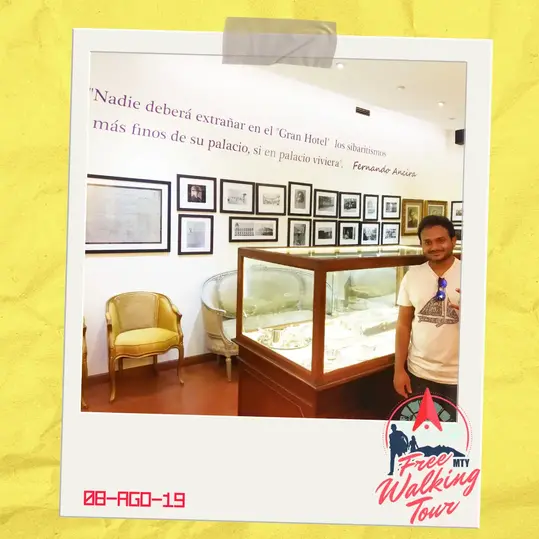 "Nadie deberá extrañar en el 'Gran Hotel' los sibaritismos
más finos de su palacio, si en palacio viviera'.
Fernando Ancira
08-AGO-19
Free MTY
Walking
Tour